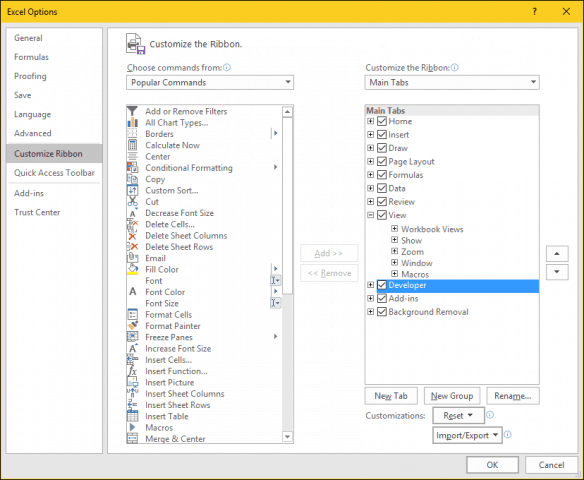 Excel Options
?
General
Formulas
Proofing
Save
Language
Advanced
Customize Ribbon
Quick Access Toolbar
Add-ins
Trust Center
Customize the Ribbon.
Choose commands from:
Popular Commands
Add or Remove Filters
All Chart Types...
Borders
Calculate Now
Center
Conditional Formatting
Copy
Custom Sort...
Cut
Decrease Font Size
Delete Cells...
Delete Sheet Columns
Delete Sheet Rows
Email
Fill Color
Font
Font Color
Font Size
Format Cells
Format Painter
Freeze Panes
Increase Font Size
Insert Cells...
Insert Function...
Insert Picture
Insert Sheet Columns
Insert Sheet Rows
Insert Table
Macros
Merge & Center
Add >>
<< Remove
Customize the Ribbon:
Main Tabs
Main Tabs
Home
Insert
Draw
Page Layout
Formulas
Data
Review
View
Workbook Views
Show
Zoom
Window
Macros
Developer
Add-ins
Background Removal
New Tab
New Group
Rename...
Customizations:
Reset
Import/Export
OK
Cancel